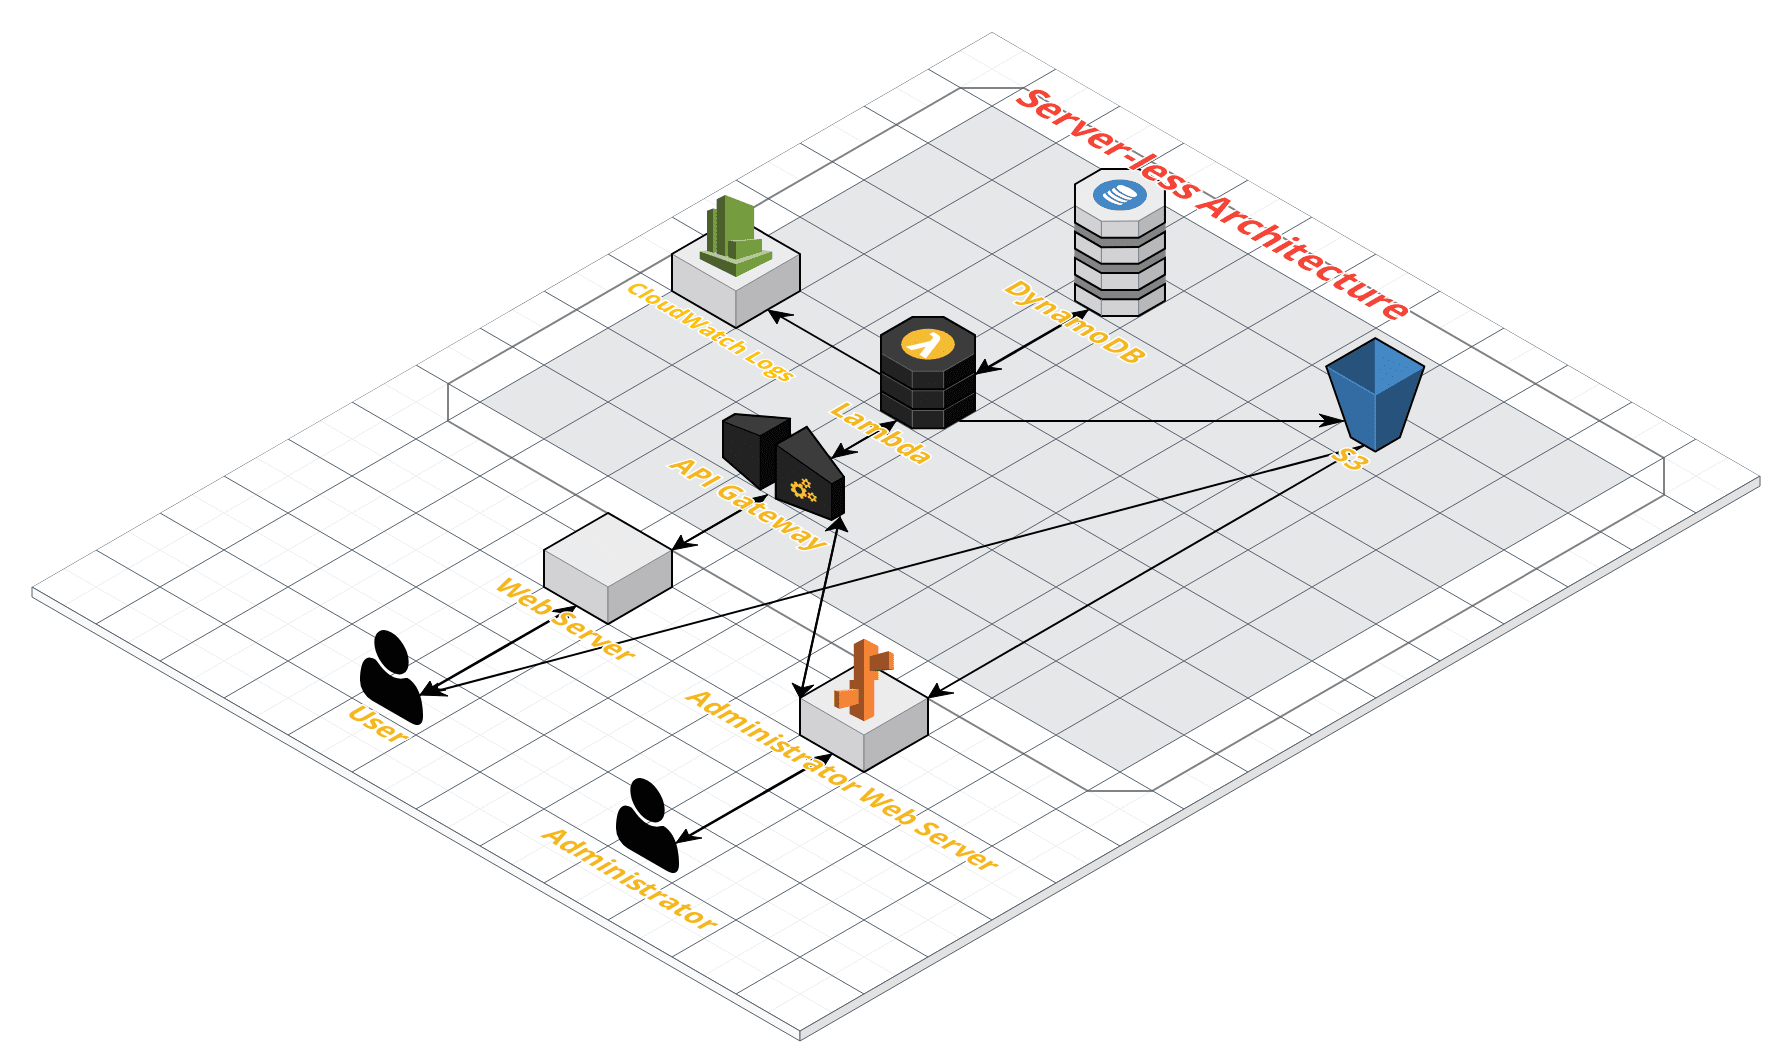 Server-less Architecture
CloudWatch Logs
DynamoDB
Lambda
S3
API Gateway
Web Server
User
Administrator Web Server
Administrator